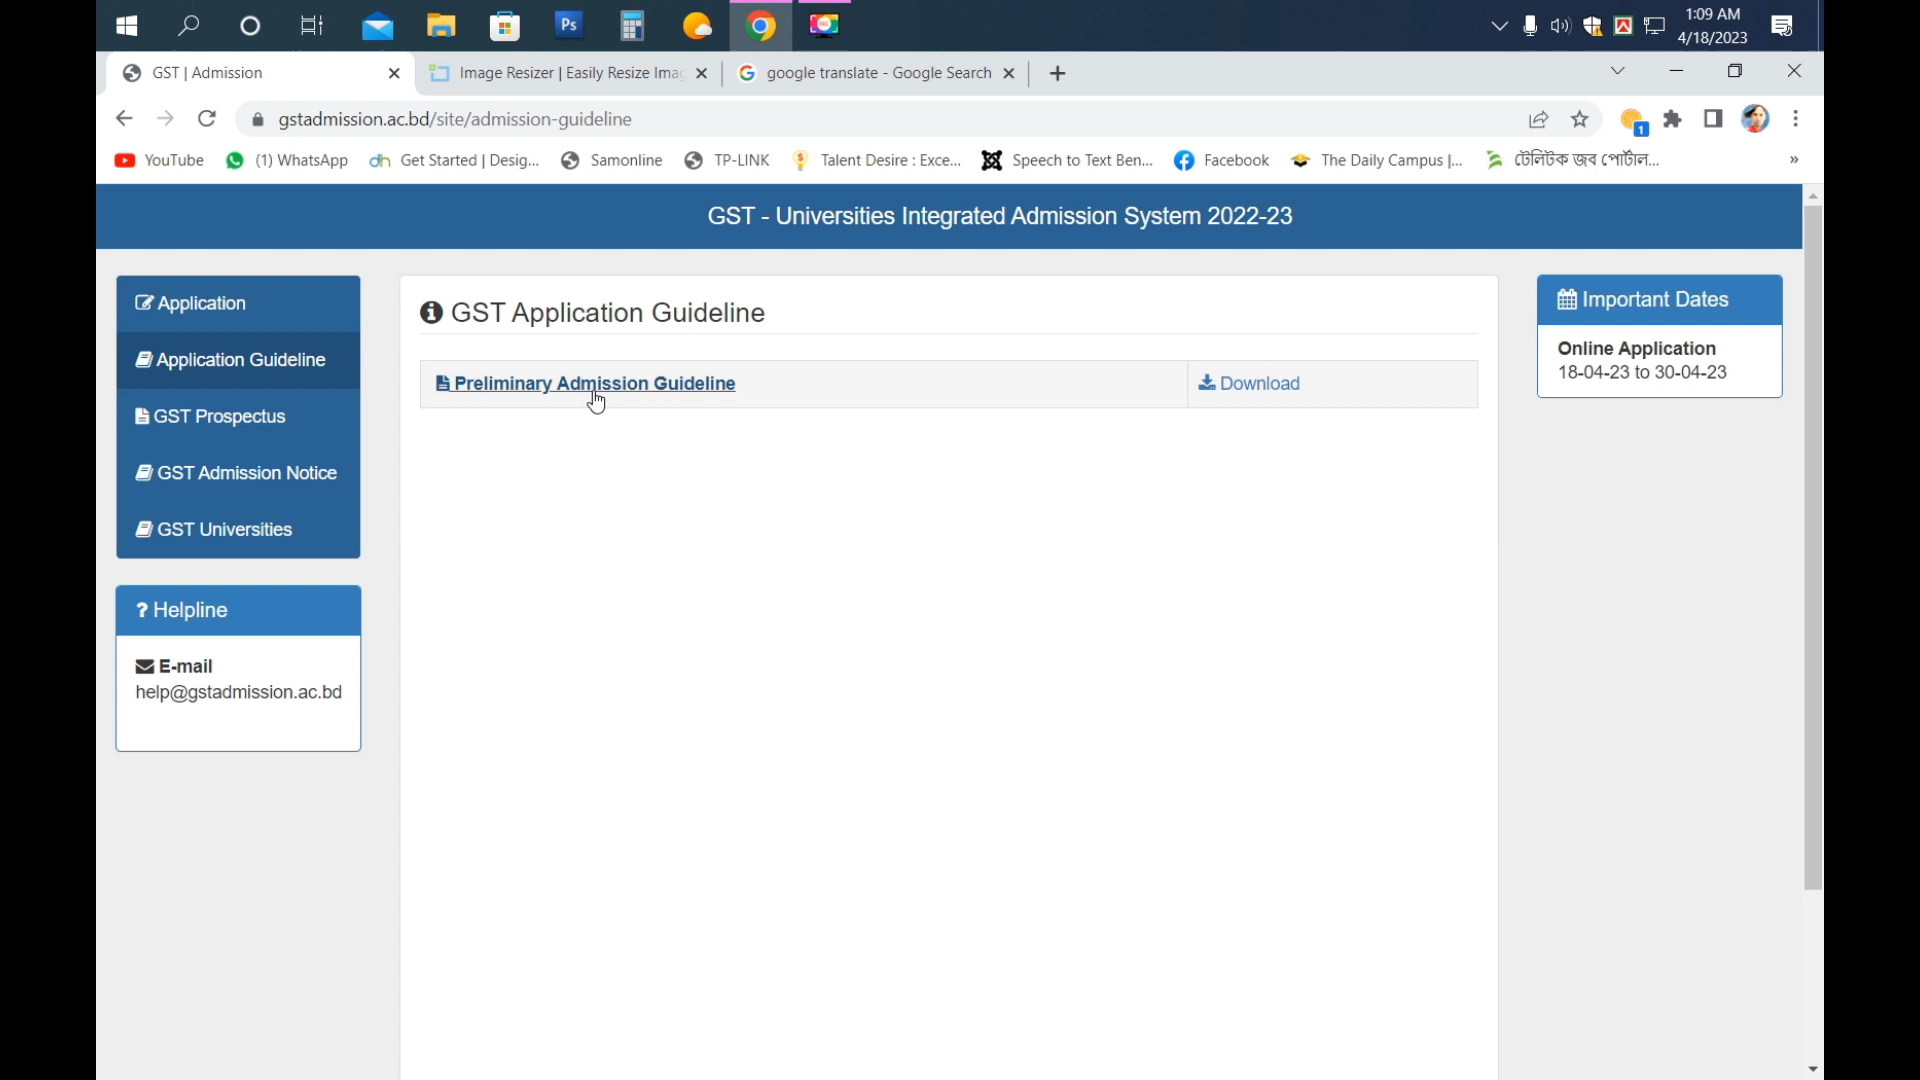 Ps
1:09 AM
4/18/2023
GST | Admission
Image Resizer | Easily Resize Imag
google translate - Google Search
gstadmission.ac.bd/site/admission-guideline
1
YouTube
(1) WhatsApp
dh Get Started | Desig...
Samonline
TP-LINK
Talent Desire : Exce...
Speech to Text Ben...
Facebook
The Daily Campus |...
টেলিটক জব পোর্টাল...
»
GST - Universities Integrated Admission System 2022-23
Application
Application Guideline
GST Prospectus
GST Admission Notice
GST Universities
? Helpline
E-mail
help@gstadmission.ac.bd
GST Application Guideline
Preliminary Admission Guideline
Download
Important Dates
Online Application
18-04-23 to 30-04-23